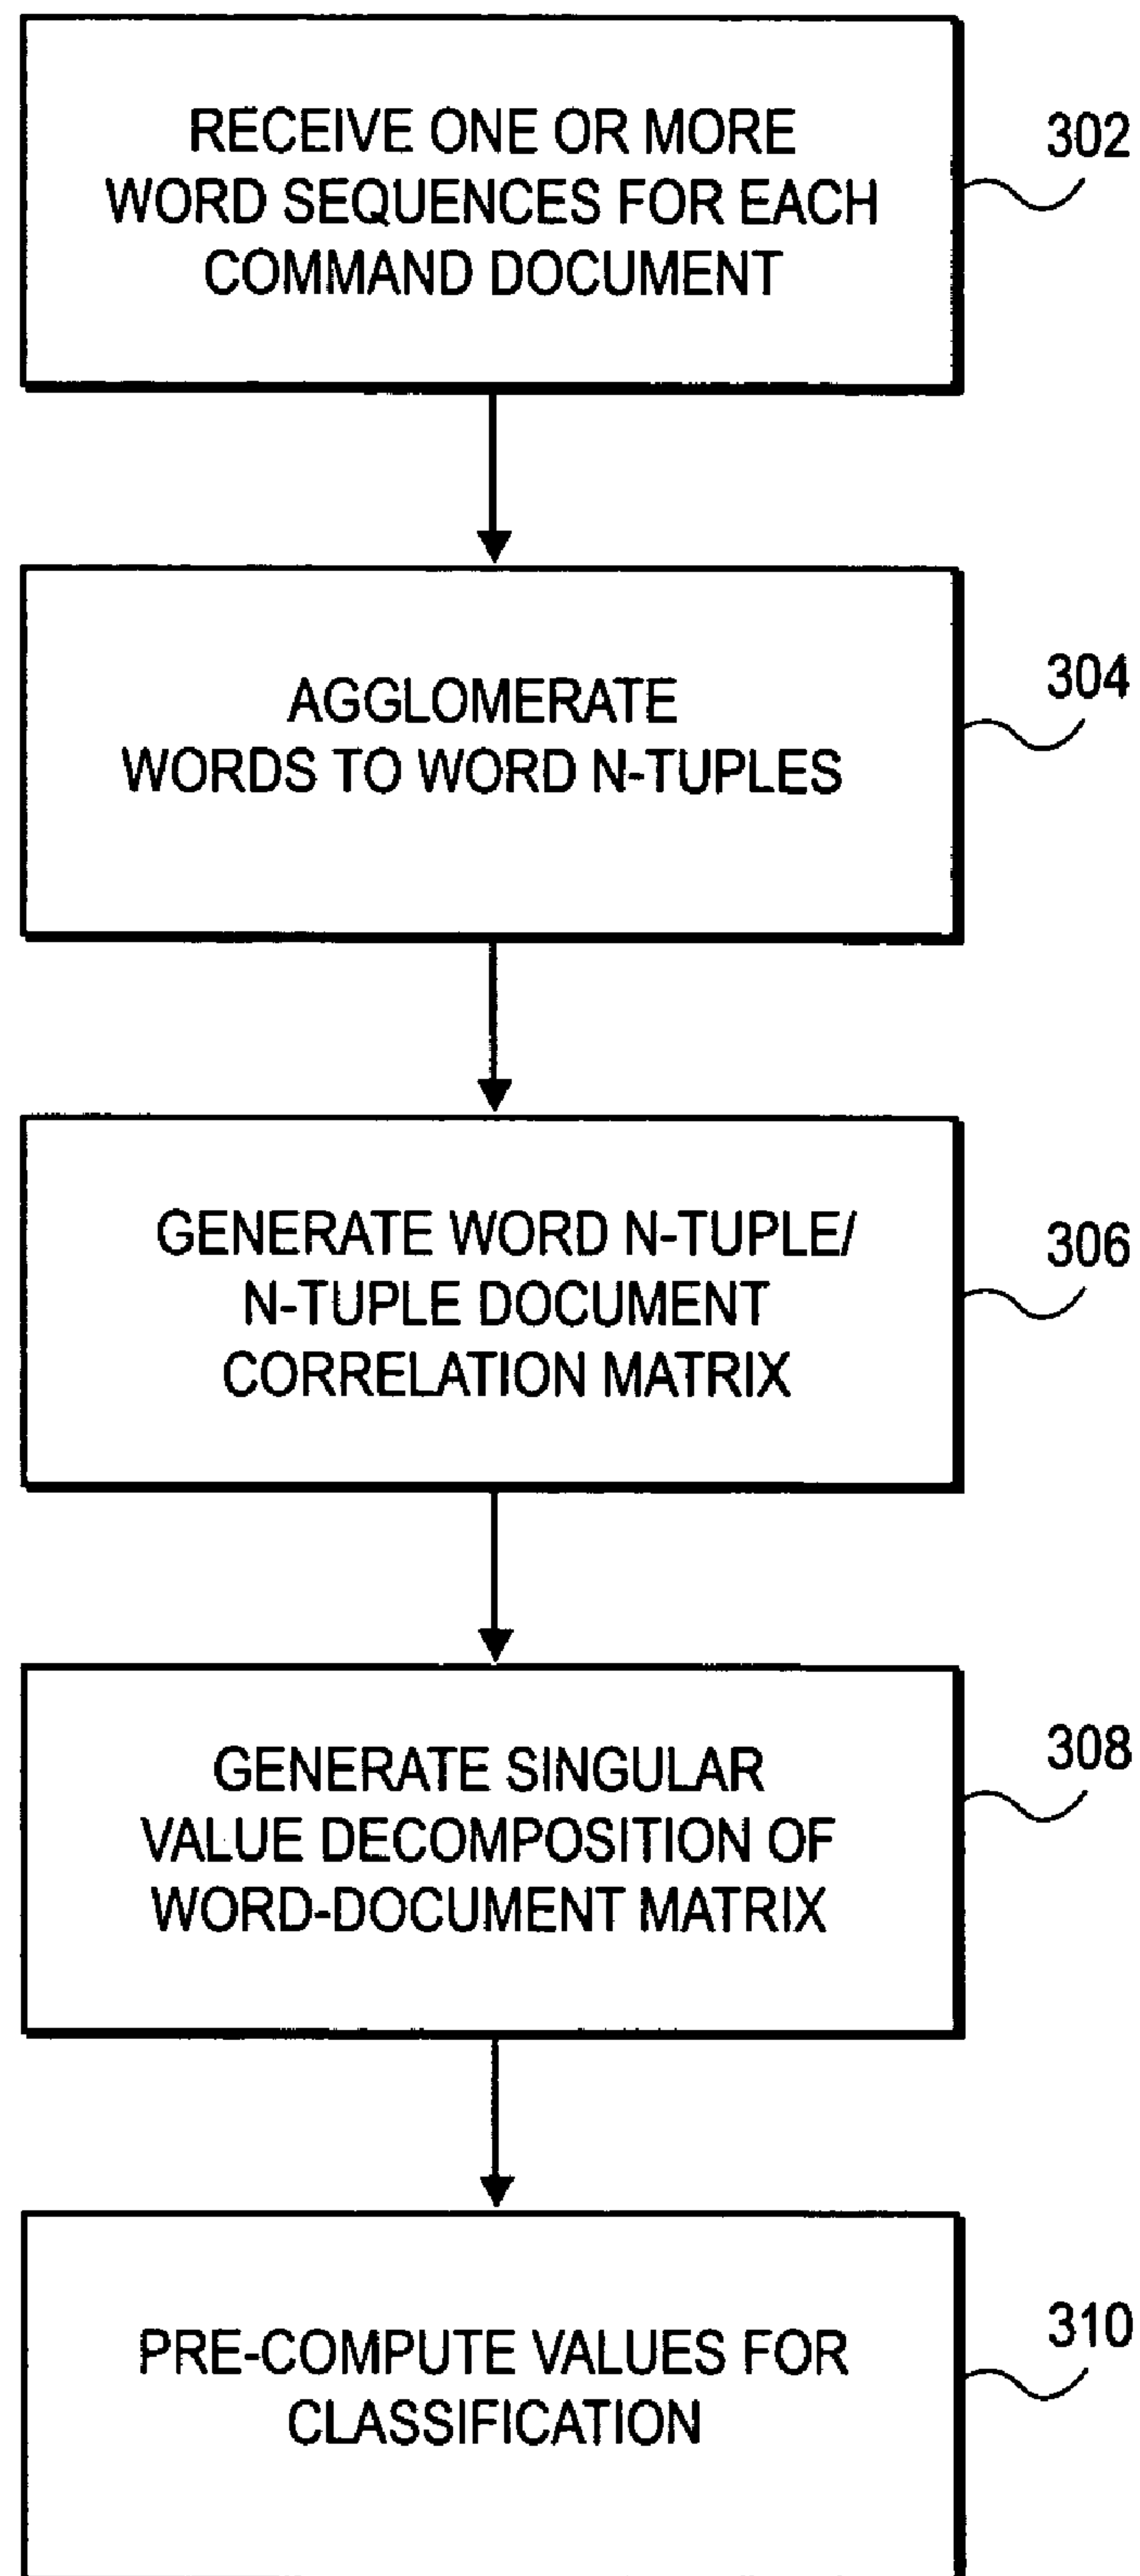 RECEIVE ONE OR MORE
WORD SEQUENCES FOR EACH
COMMAND DOCUMENT
302
AGGLOMERATE
WORDS TO WORD N-TUPLES
304
GENERATE WORD N-TUPLE/
N-TUPLE DOCUMENT
CORRELATION MATRIX
306
GENERATE SINGULAR
VALUE DECOMPOSITION OF
WORD-DOCUMENT MATRIX
308
PRE-COMPUTE VALUES FOR
CLASSIFICATION
310